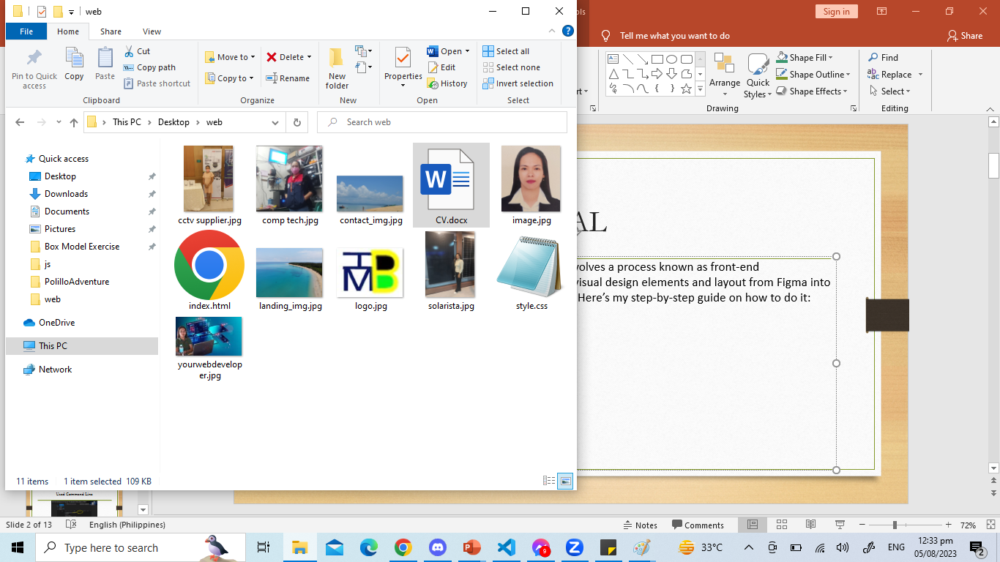 web
File Home Share View
Pin to Quick access
Copy
Paste
Cut
Copy path
Paste shortcut
Clipboard
Move to
Copy to
Delete
Rename
Organize
New folder
New
Properties
Open
Edit
History
Open
Select all
Select none
Invert selection
Select
This PC Desktop web
Search web
Quick access
Desktop
Downloads
Documents
Pictures
Box Model Exercise
js
PolilloAdventure
web
OneDrive
This PC
Network
cctv supplier.jpg comp tech.jpg contact_img.jpg CV.docx image.jpg
index.html landing_img.jpg logo.jpg solarista.jpg style.css
yourwebdevelop
er.jpg
11 items 1 item selected 109 KB
ols
Sign in
Tell me what you want to do
Share
Arrange
Quick
Styles
Shape Fill
Shape Outline
Shape Effects
Drawing
Find
Replace
Select
Editing
AL
volves a process known as front-end
visual design elements and layout from Figma into
Here’s my step-by-step guide on how to do it:
Used Command Line
Slide 2 of 13 English (Philippines) Notes Comments 72%
Type here to search 33°C ENG 12:33 pm
05/08/2023
9
2